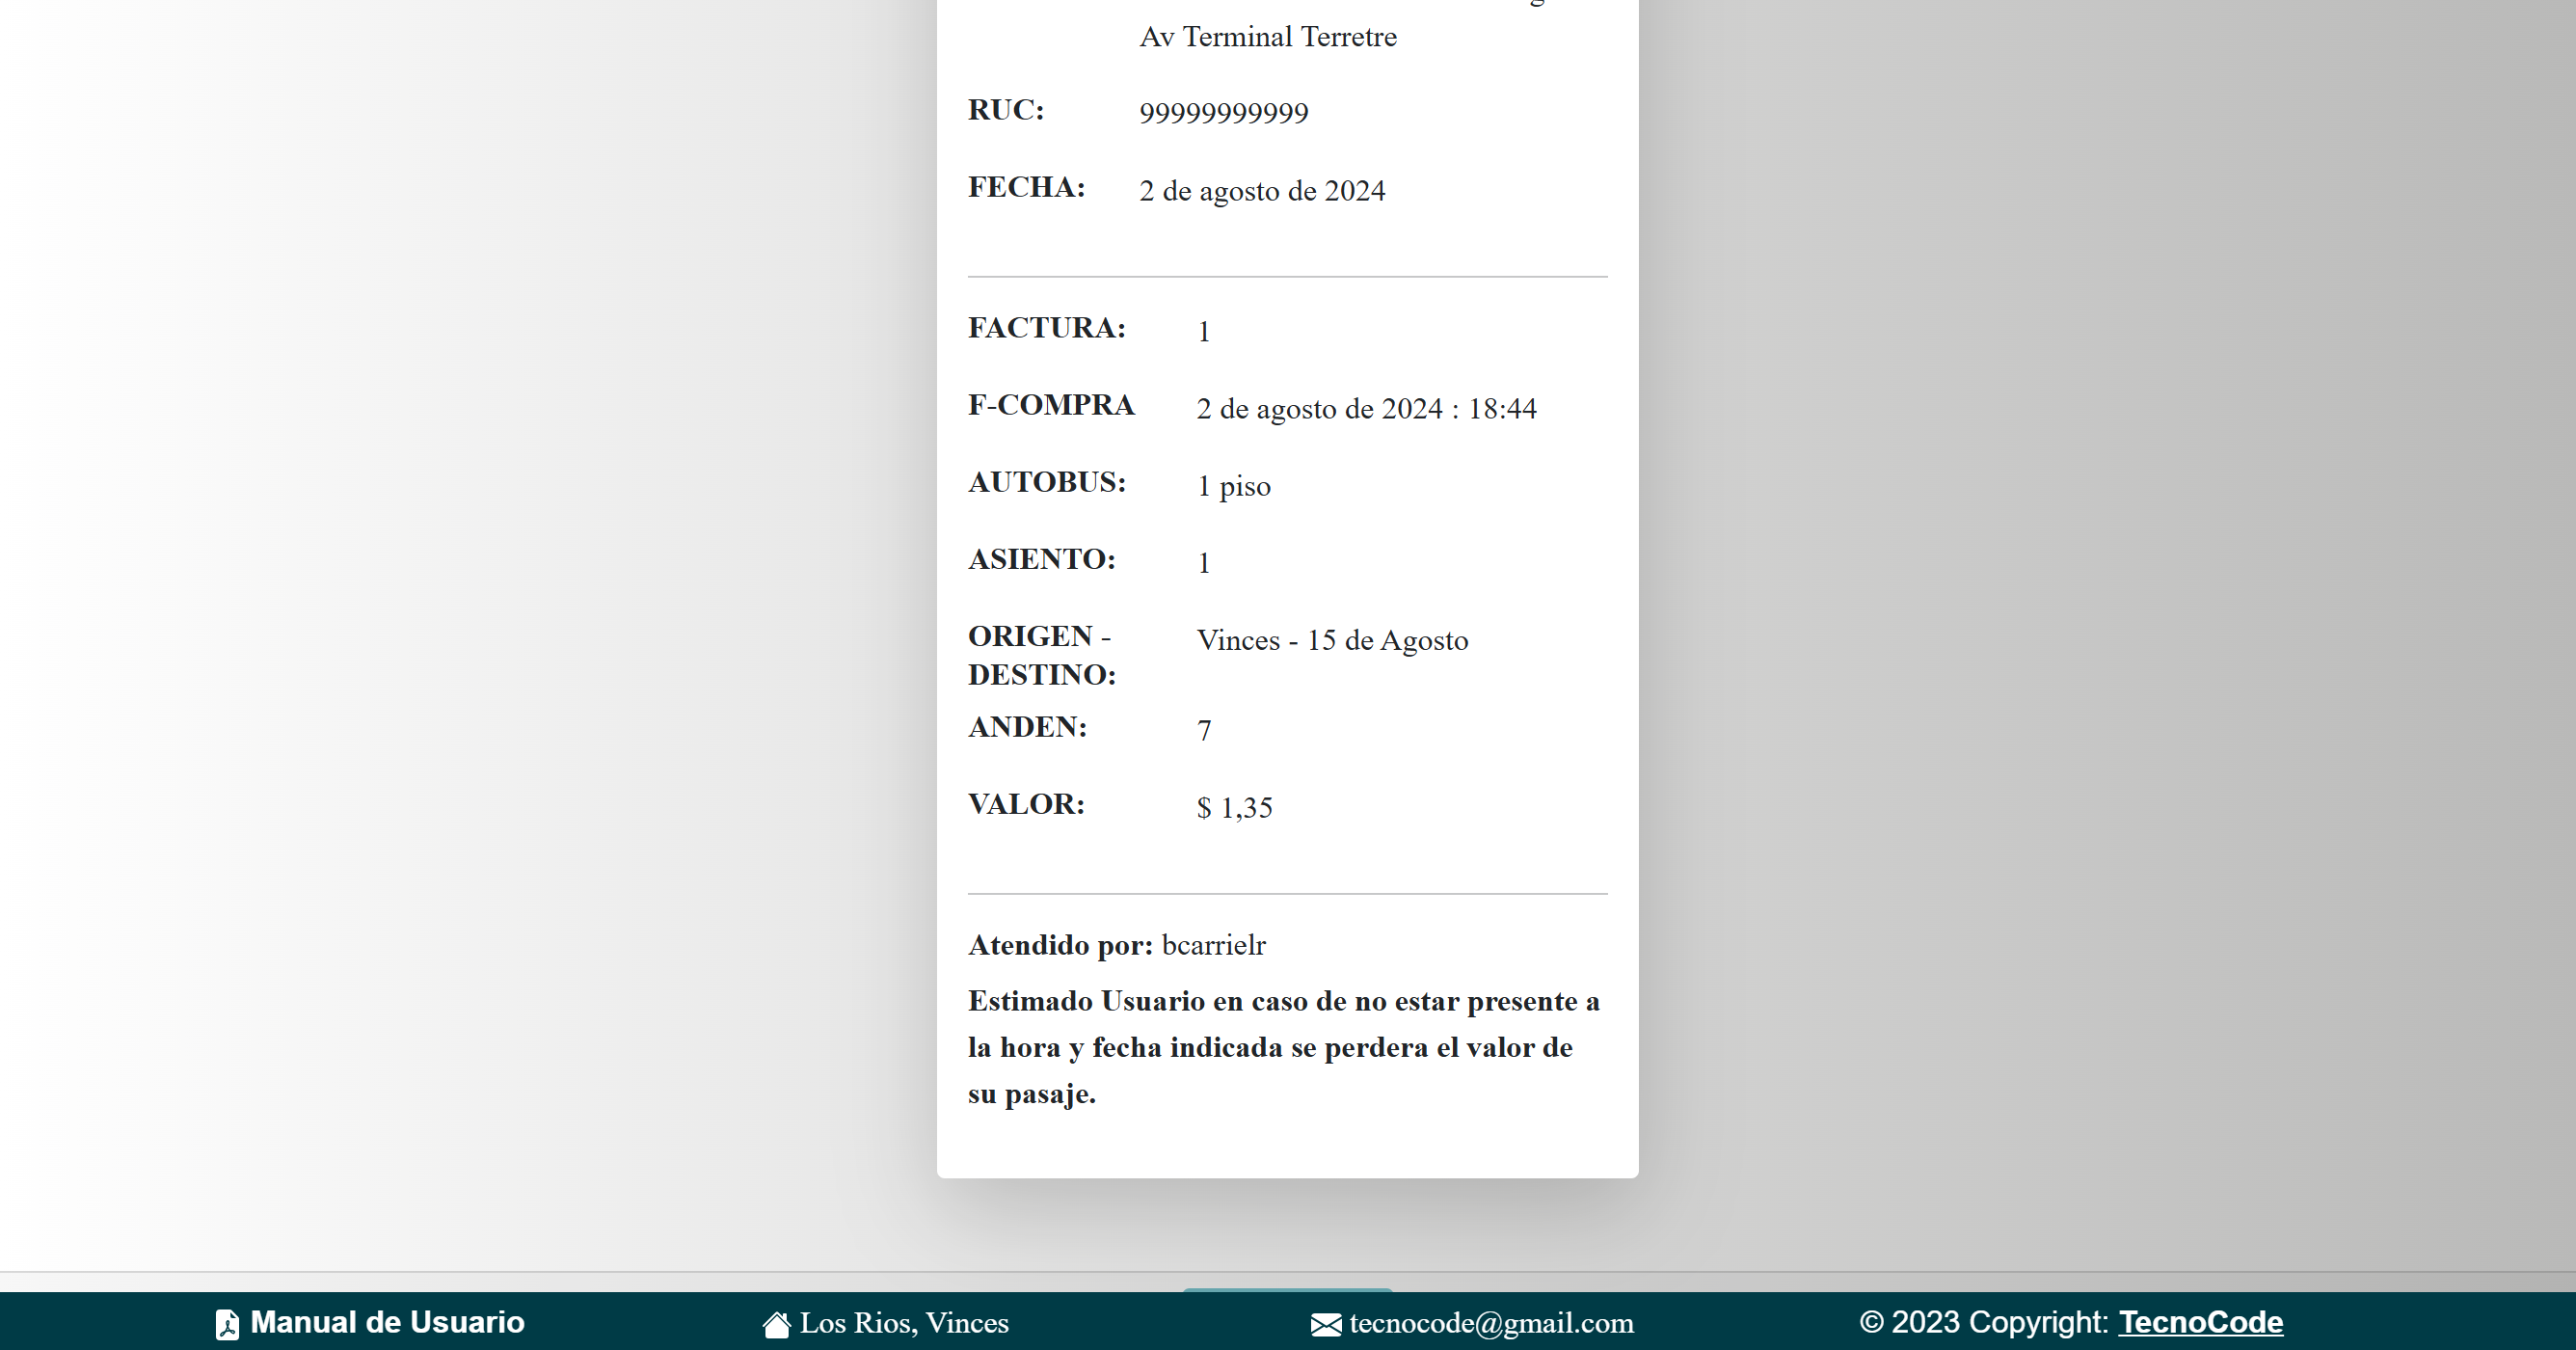 Av Terminal Terretre
RUC: 99999999999
FECHA: 2 de agosto de 2024
FACTURA: 1
F-COMPRA 2 de agosto de 2024 : 18:44
AUTOBUS: 1 piso
ASIENTO: 1
ORIGEN - Vinces - 15 de Agosto
DESTINO:
ANDEN: 7
VALOR: $ 1,35
Atendido por: bcarrielr
Estimado Usuario en caso de no estar presente a
la hora y fecha indicada se perdera el valor de
su pasaje.
Manual de Usuario Los Rios, Vinces tecnocode@gmail.com © 2023 Copyright: TecnoCode